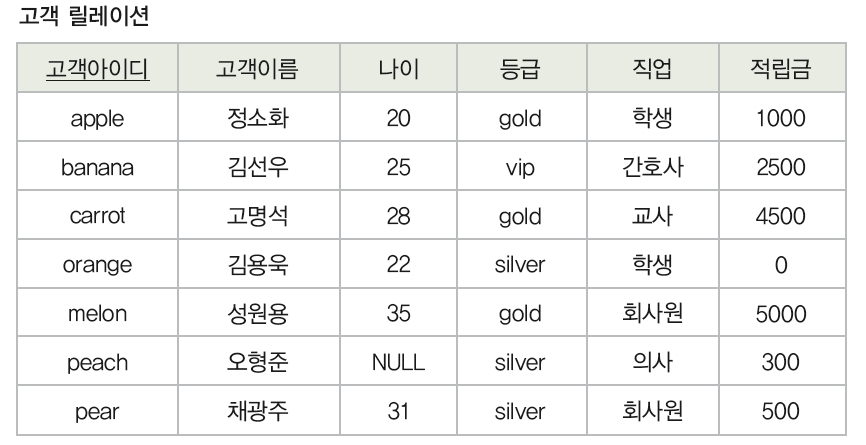 고객 릴레이션
고객아이디 고객이름 나이 등급 직업 적립금
apple 정소화 20 gold 학생 1000
banana 김선우 25 vip 간호사 2500
carrot 고명석 28 gold 교사 4500
orange 김용욱 22 silver 학생 0
melon 성원용 35 gold 회사원 5000
peach 오형준 NULL silver 의사 300
pear 채광주 31 silver 회사원 500